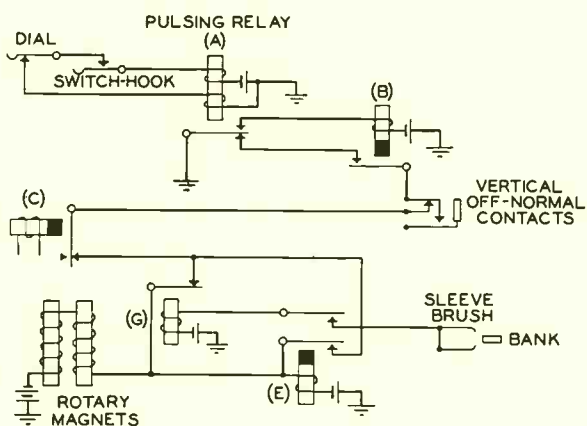 PULSING RELAY
(A)
DIAL
SWITCH-HOOK
(B)
(C)
VERTICAL
OFF-NORMAL
CONTACTS
(G)
SLEEVE
BRUSH
BANK
(E)
ROTARY
MAGNETS